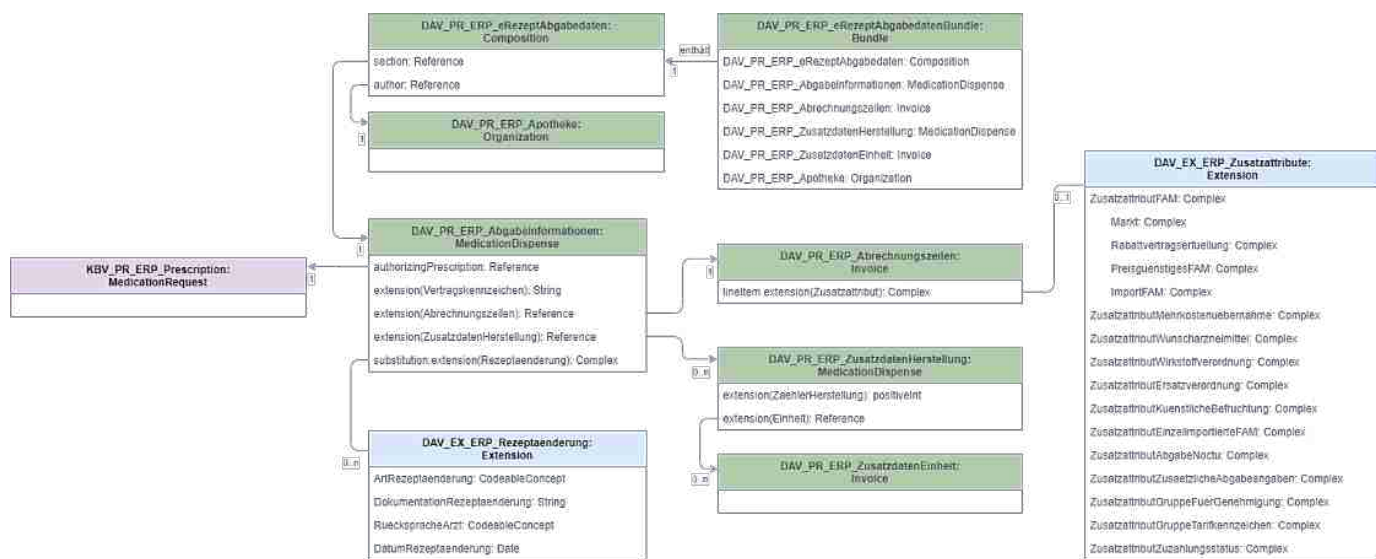 DAV_PR_ERP_eRezeptAbgabedaten:
Composition
section: Reference
author: Reference
1
1
DAV_PR_ERP_Apotheke:
Organization
enthält
1
DAV_PR_ERP_eRezeptAbgabedatenBundle:
Bundle
DAV_PR_ERP_eRezeptAbgabedaten: Composition
DAV_PR_ERP_Abgabeinformationen: MedicationDispense
DAV_PR_ERP_Abrechnungszeilen: Invoice
DAV_PR_ERP_ZusatzdatenHerstellung: MedicationDispense
DAV_PR_ERP_ZusatzdatenEinheit: Invoice
DAV_PR_ERP_Apotheke: Organization
KBV_PR_ERP_Prescription:
MedicationRequest
1
DAV_PR_ERP_Abgabeinformationen:
MedicationDispense
authorizingPrescription: Reference
extension(Vertragskennzeichen): String
extension(Abrechnungszeilen): Reference
extension(ZusatzdatenHerstellung): Reference
substitution.extension(Rezeptaenderung): Complex
1
0..n
0..n
DAV_EX_ERP_Rezeptaenderung:
Extension
ArtRezeptaenderung: CodeableConcept
DokumentationRezeptaenderung: String
RueckspracheArzt: CodeableConcept
DatumRezeptaenderung: Date
DAV_PR_ERP_Abrechnungszeilen:
Invoice
lineItem.extension(Zusatzattribut): Complex
0..1
DAV_PR_ERP_ZusatzdatenHerstellung:
MedicationDispense
extension(ZaehlerHerstellung): positiveInt
extension(Einheit): Reference
0..n
DAV_PR_ERP_ZusatzdatenEinheit:
Invoice
DAV_EX_ERP_Zusatzattribute:
Extension
ZusatzattributFAM: Complex
Markt: Complex
Rabattvertragserfuellung: Complex
PreisguenstigesFAM: Complex
ImportFAM: Complex
ZusatzattributMehrkostenuebernahme: Complex
ZusatzattributWunscharzneimittel: Complex
ZusatzattributWirkstoffverordnung: Complex
ZusatzattributErsatzverordnung: Complex
ZusatzattributKuenstlicheBefruchtung: Complex
ZusatzattributEinzelimportierteFAM: Complex
ZusatzattributAbgabeNoctu: Complex
ZusatzattributZusaetzlicheAbgabeangaben: Complex
ZusatzattributGruppeFuerGenehmigung: Complex
ZusatzattributGruppeTarifkennzeichen: Complex
ZusatzattributZuzahlungsstatus: Complex